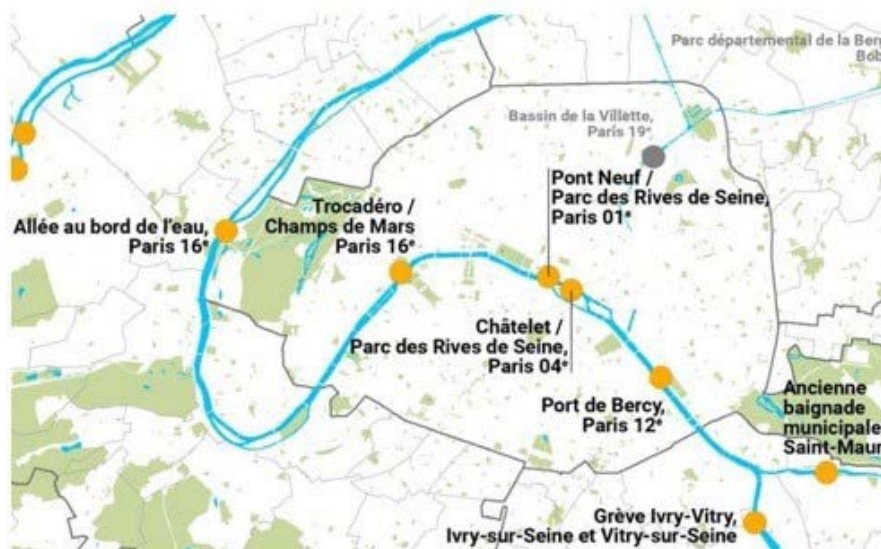 Parc départemental de la Berg
Bob
Bassin de la Villette,
Paris 19e
Pont Neuf /
Parc des Rives de Seine,
Paris 01e
Trocadéro /
Champs de Mars
Paris 16e
Allée au bord de l'eau,
Paris 16e
Châtelet /
Parc des Rives de Seine,
Paris 04e
Port de Bercy,
Paris 12e
Ancienne
baignade
municipale
Saint-Maur
Grève Ivry-Vitry,
Ivry-sur-Seine et Vitry-sur-Seine